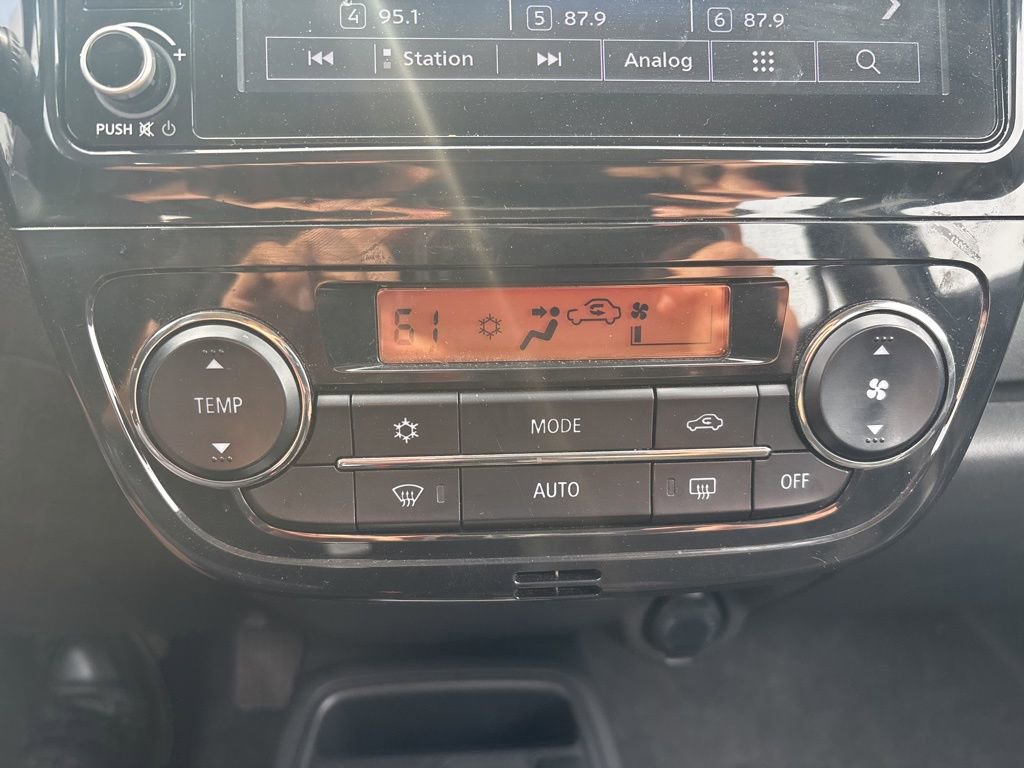 4 95.1 5 87.9 6 87.9
Station Analog
PUSH
61
TEMP
MODE
AUTO
OFF